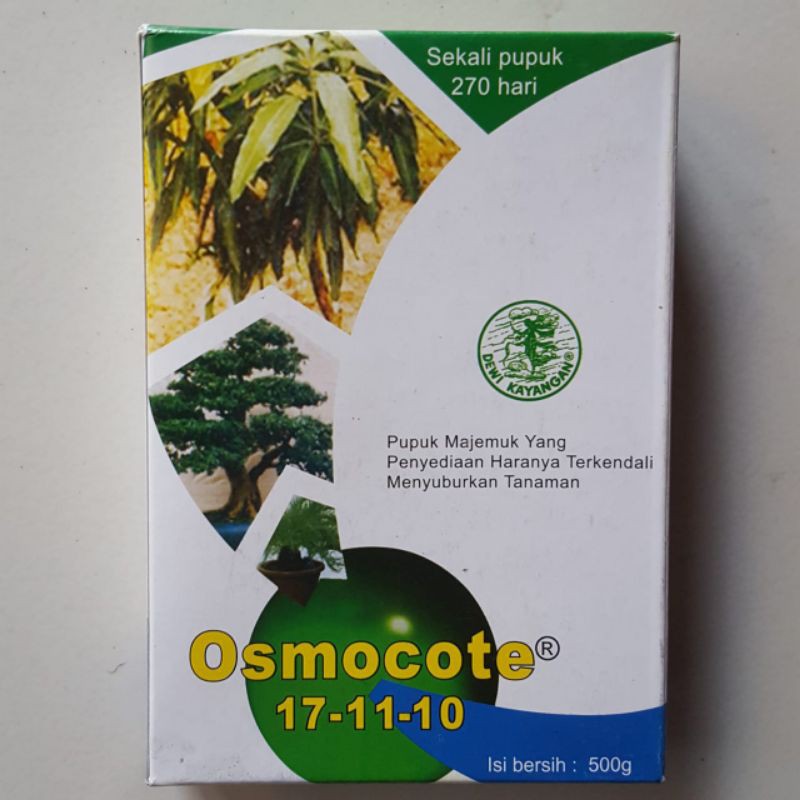 Sekali pupuk
270 hari
DEWI KAYANGAN®
Pupuk Majemuk Yang
Penyediaan Haranya Terkendali
Menyuburkan Tanaman
Osmocote®
17-11-10
Isi bersih : 500g